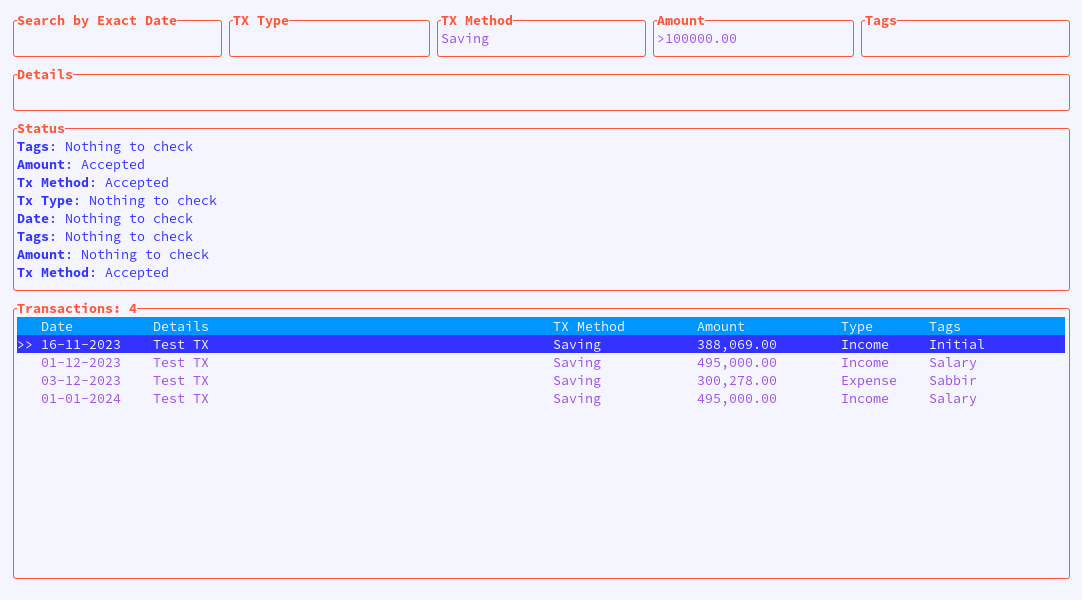 Search by Exact Date TX Type TX Method Amount Tags
Saving >100000.00
Details
Status
Tags: Nothing to check
Amount: Accepted
Tx Method: Accepted
Tx Type: Nothing to check
Date: Nothing to check
Tags: Nothing to check
Amount: Nothing to check
Tx Method: Accepted
Transactions: 4
Date Details TX Method Amount Type Tags
>> 16-11-2023 Test TX Saving 388,069.00 Income Initial
01-12-2023 Test TX Saving 495,000.00 Income Salary
03-12-2023 Test TX Saving 300,278.00 Expense Sabbir
01-01-2024 Test TX Saving 495,000.00 Income Salary